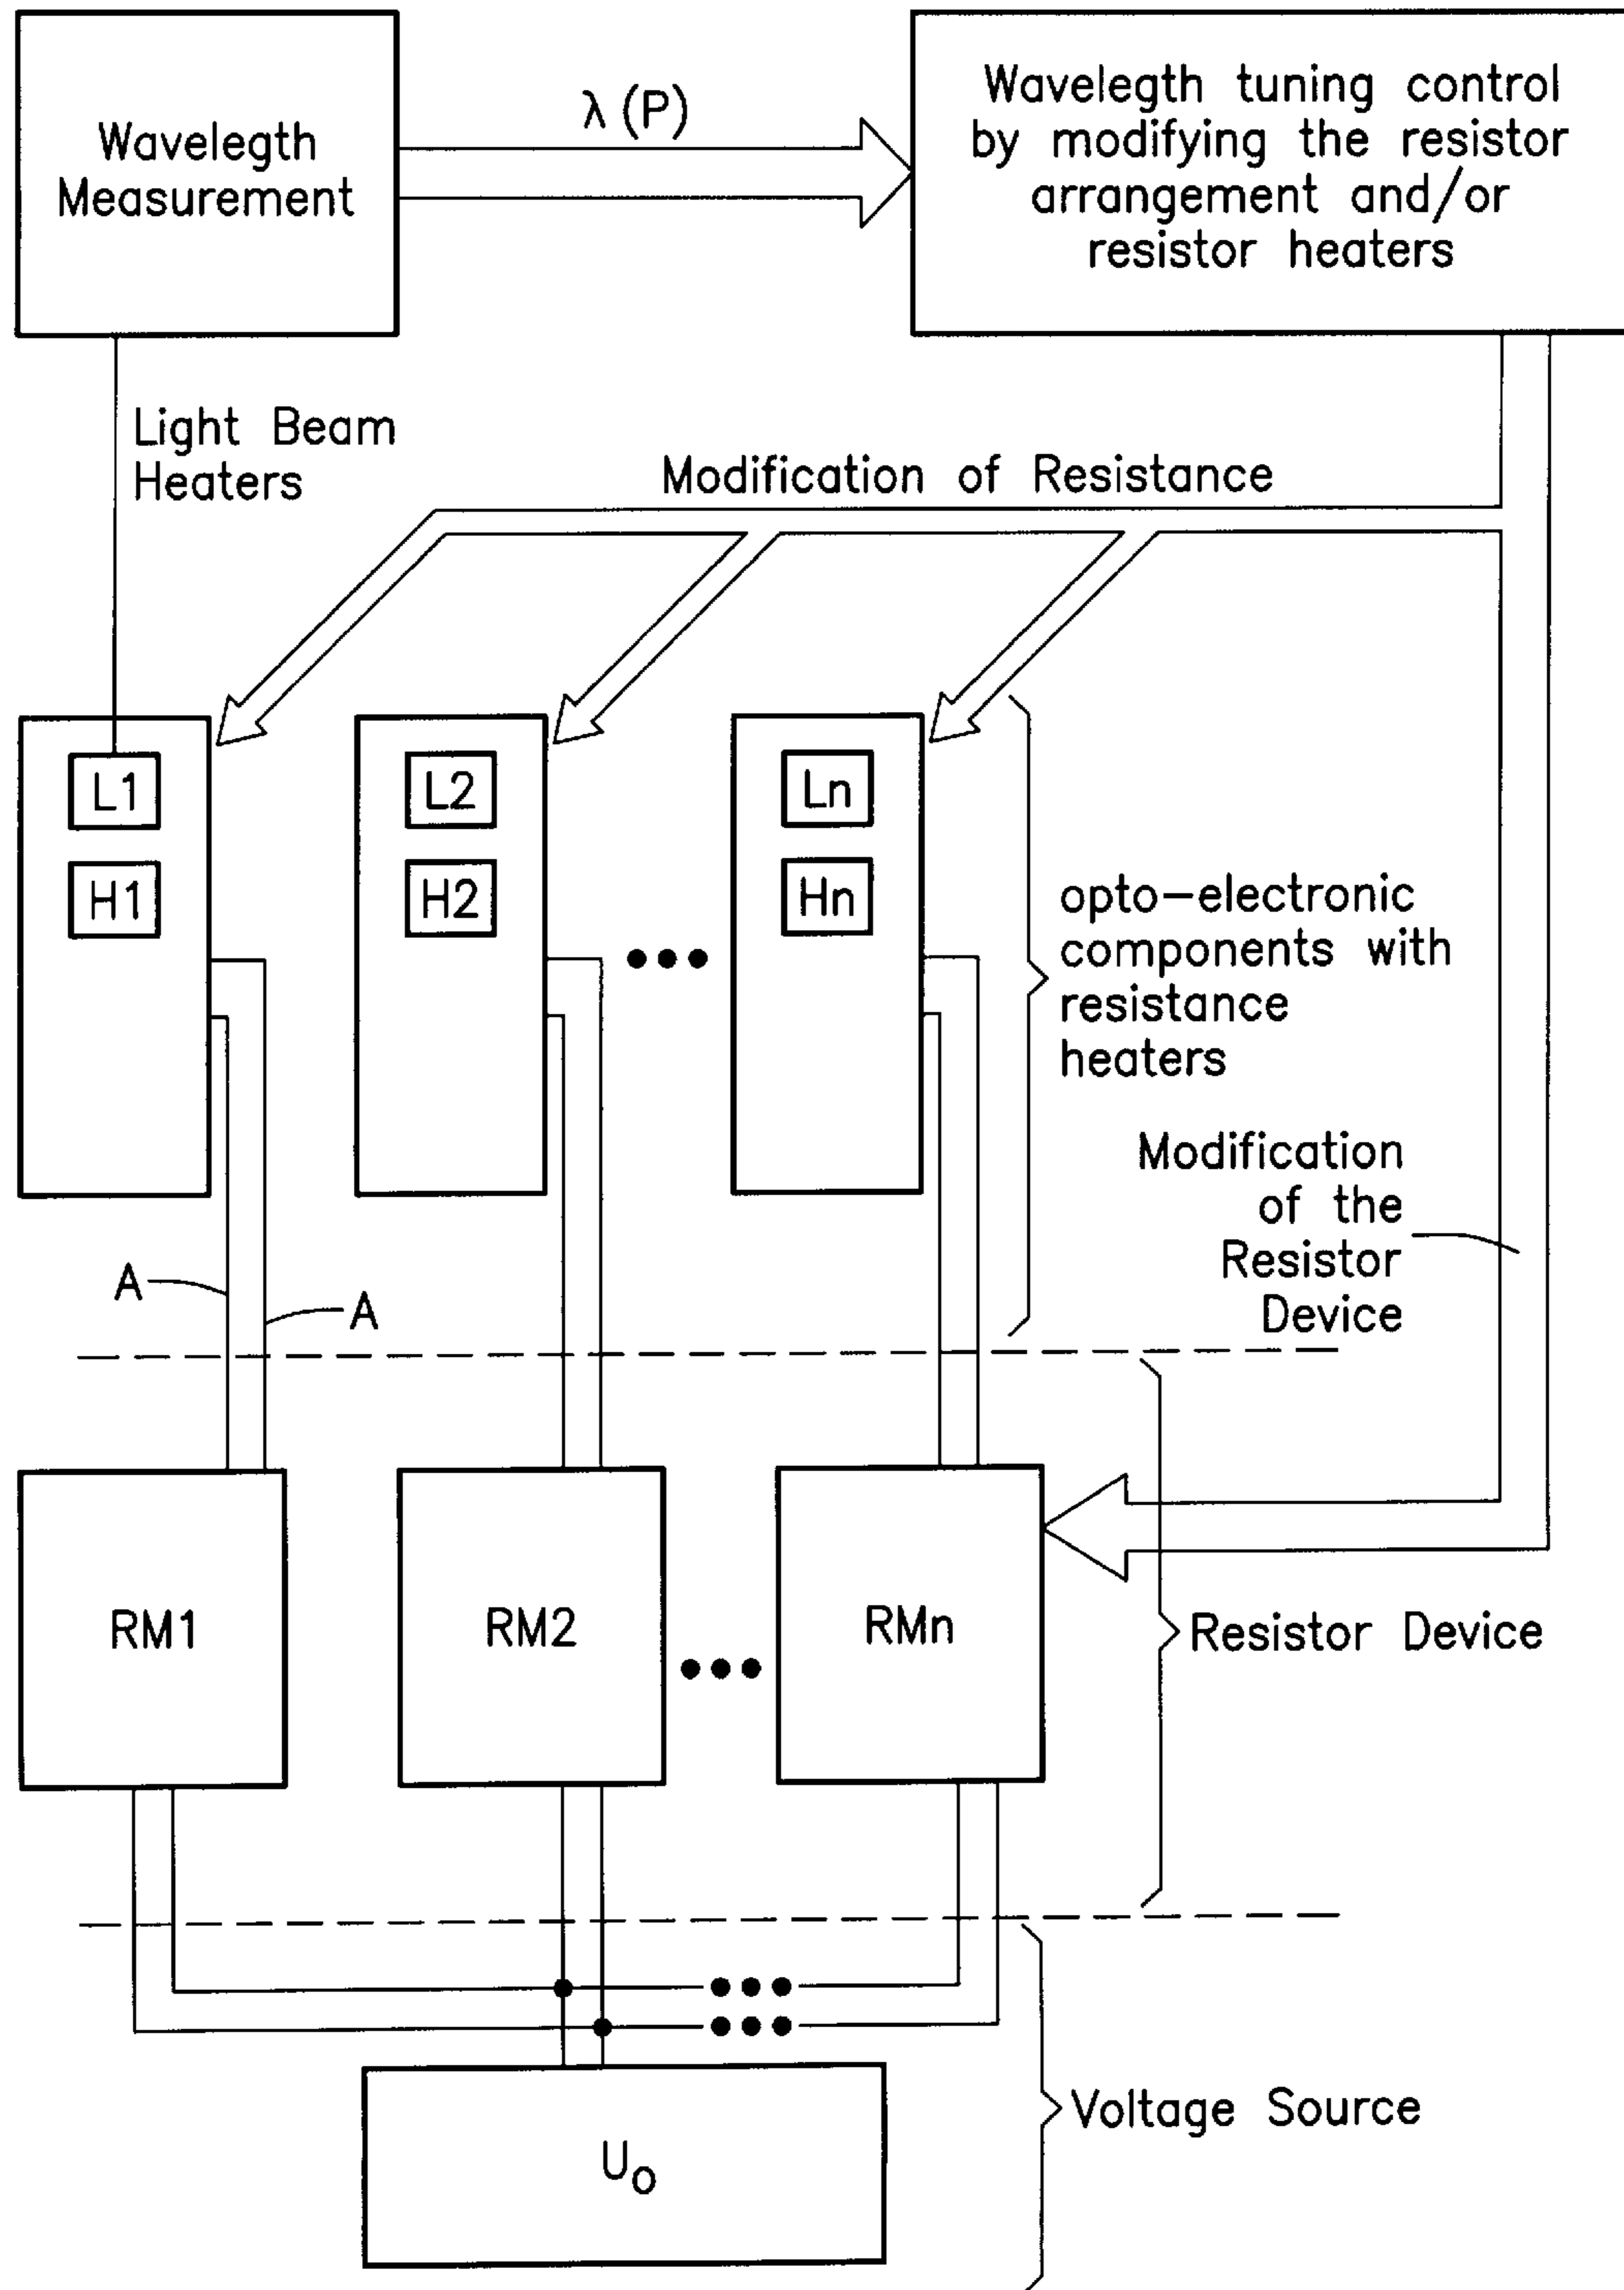 Wavelegth
Measurement
λ (P)
Wavelegth tuning control
by modifying the resistor
arrangement and/or
resistor heaters
Light Beam
Heaters
Modification of Resistance
L1
L2
Ln
H1
H2
Hn
opto-electronic
components with
resistance
heaters
Modification
of the
Resistor
Device
A
A
RM1
RM2
RMn
Resistor Device
Voltage Source
Uo